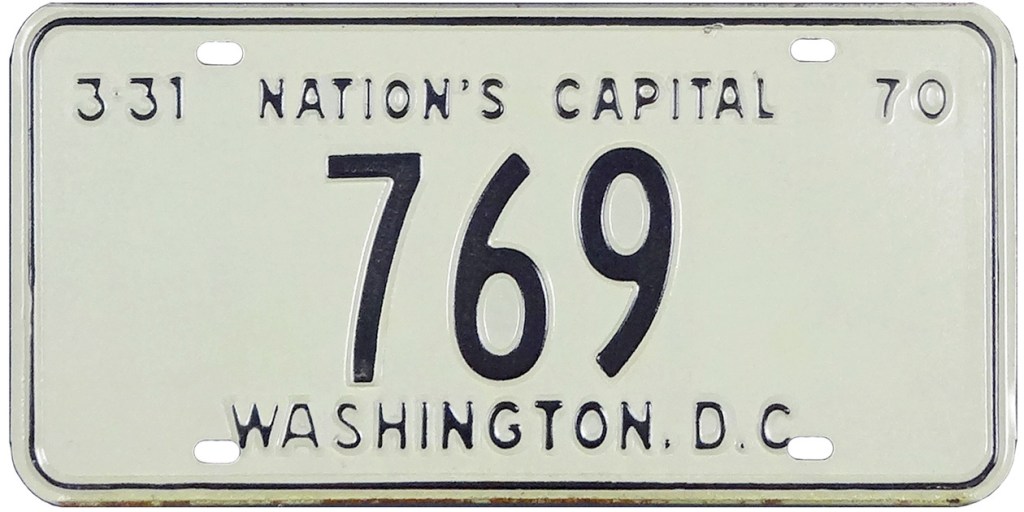 3·31 NATION'S CAPITAL 70
769
WASHINGTON, D.C